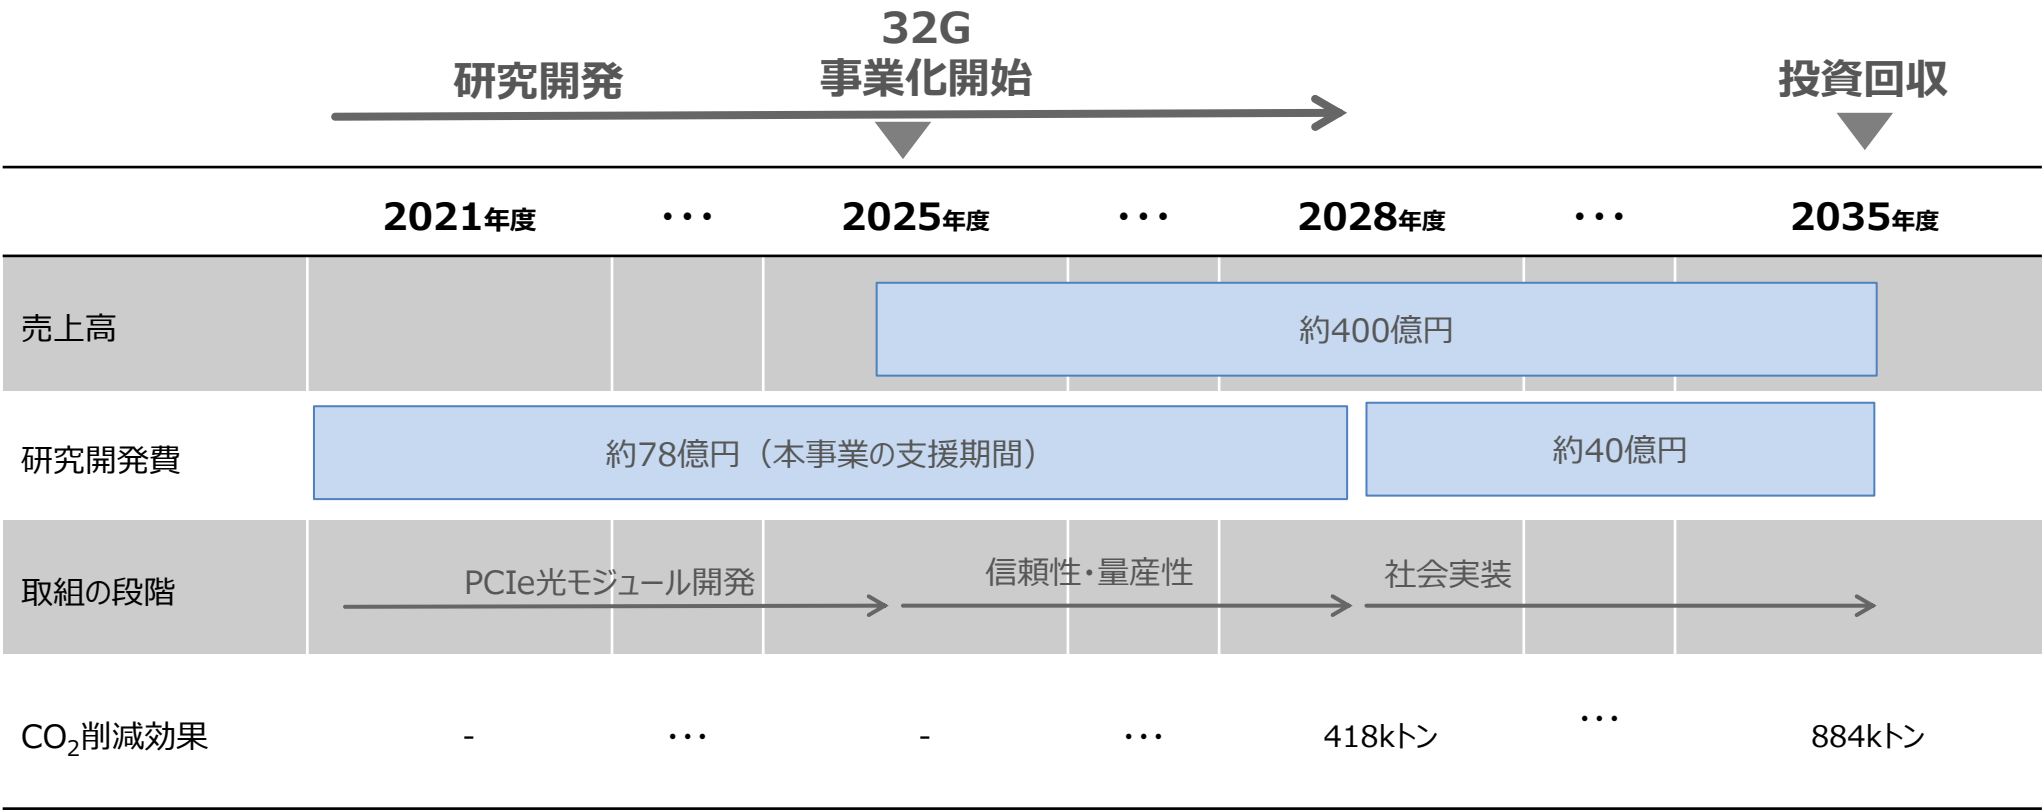 32G
研究開発 事業化開始 投資回収
2021年度 ・・・ 2025年度 ・・・ 2028年度 ・・・ 2035年度
売上高 約400億円
研究開発費 約78億円（本事業の支援期間） 約40億円
取組の段階 PCIe光モジュール開発 信頼性・量産性 社会実装
CO₂削減効果 - ・・・ - ・・・ 418kトン ・・・ 884kトン